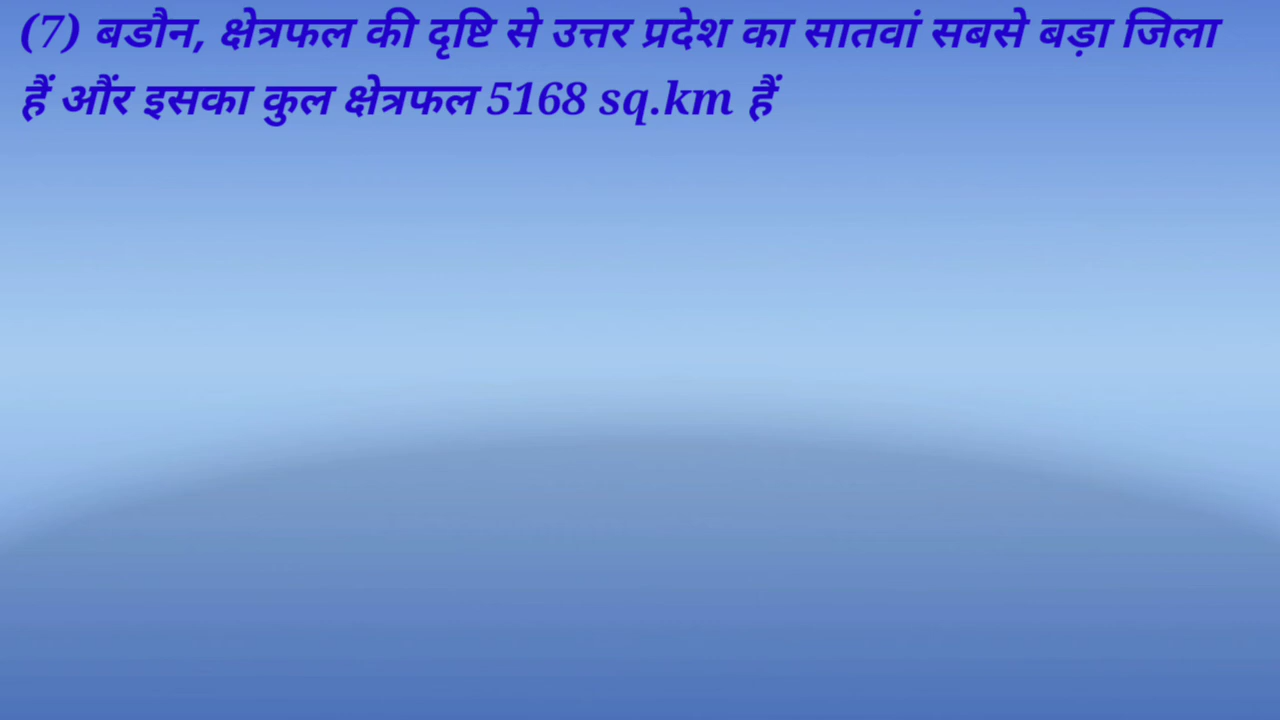 (7) बडौन, क्षेत्रफल की दृष्टि से उत्तर प्रदेश का सातवां सबसे बड़ा जिला
हैं औंर इसका कुल क्षेत्रफल 5168 sq.km हैं